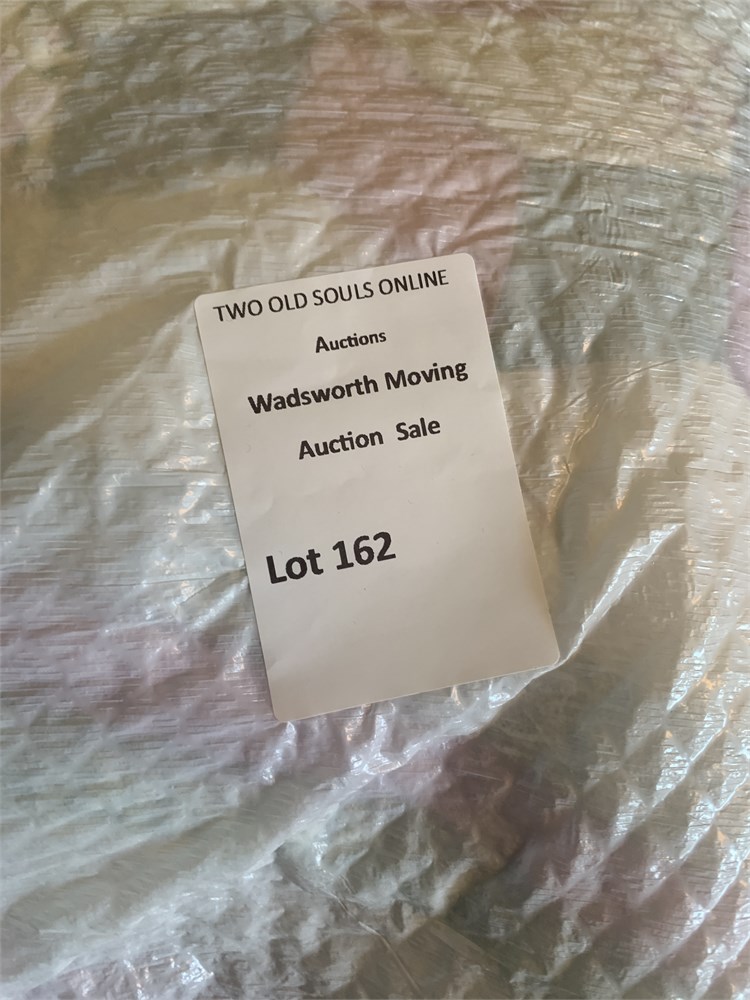 TWO OLD SOULS ONLINE
Auctions
Wadsworth Moving
Auction Sale
Lot 162